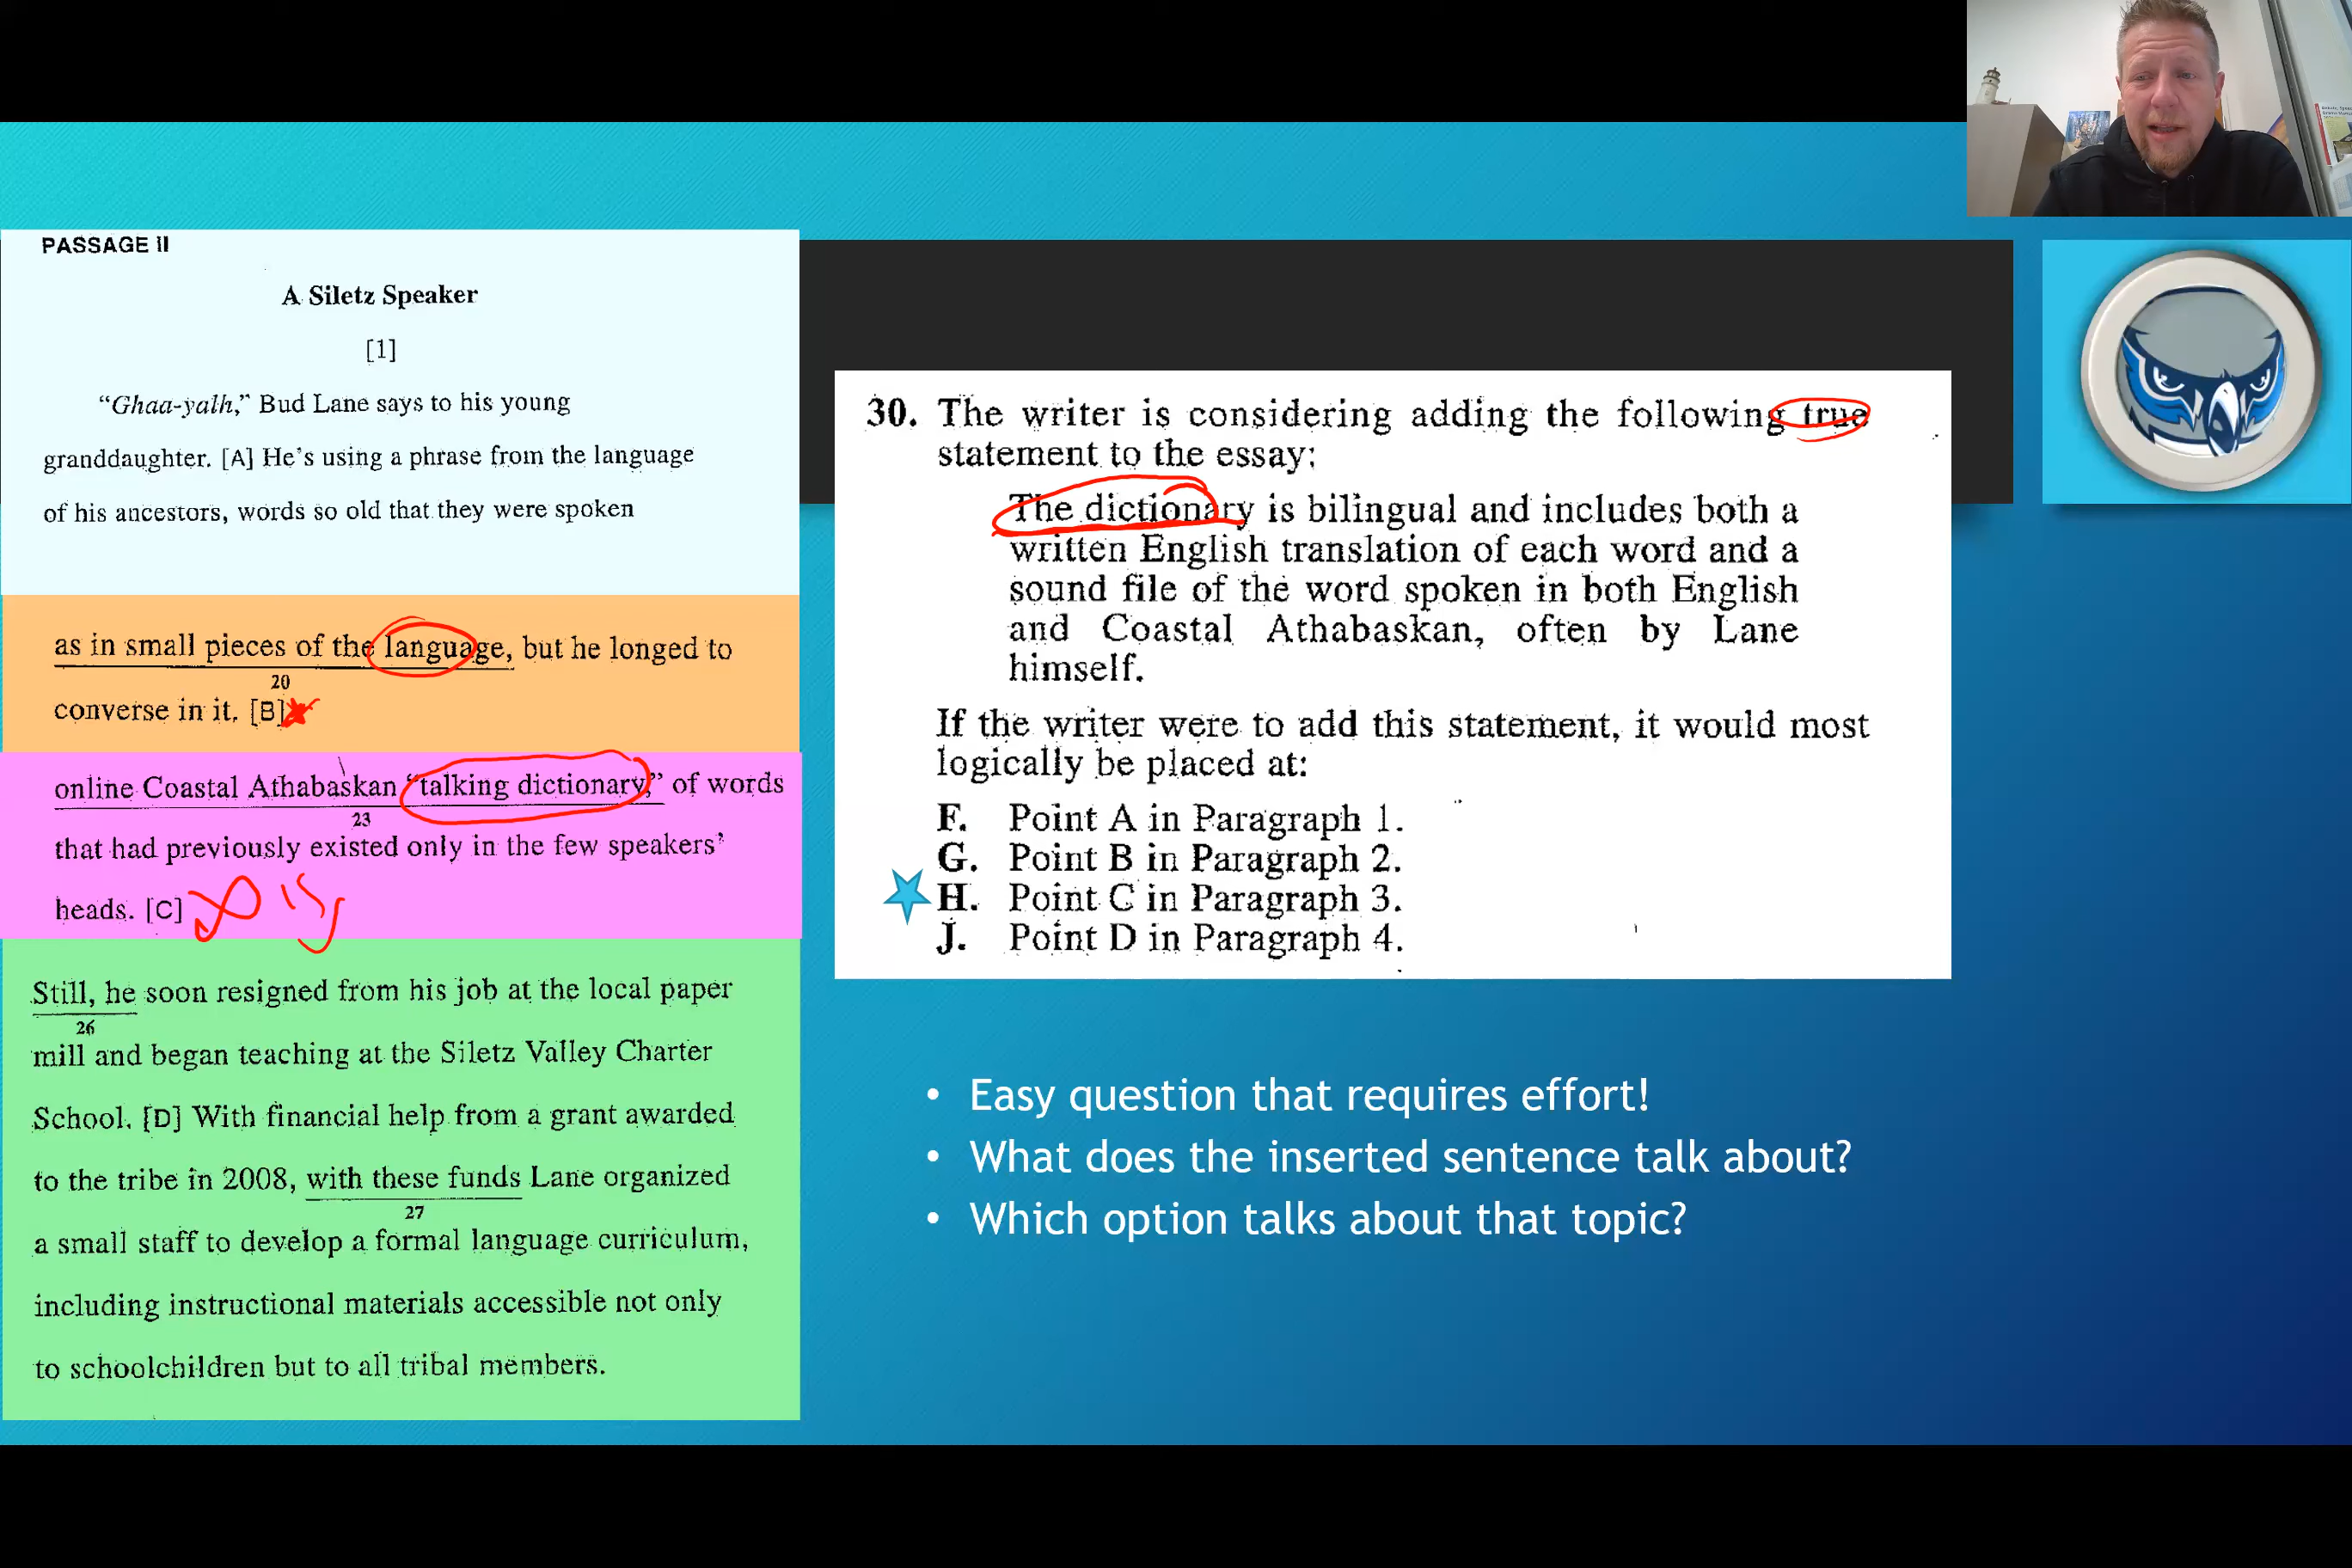 PASSAGE II
A Siletz Speaker
[1]
“Ghaa-yalh,” Bud Lane says to his young
granddaughter. [A] He’s using a phrase from the language
of his ancestors, words so old that they were spoken
as in small pieces of the language, but he longed to
20
converse in it. [B]
online Coastal Athabaskan “talking dictionary,” of words
23
that had previously existed only in the few speakers’
heads. [C]
Still, he soon resigned from his job at the local paper
26
mill and began teaching at the Siletz Valley Charter
School. [D] With financial help from a grant awarded
to the tribe in 2008, with these funds Lane organized
27
a small staff to develop a formal language curriculum,
including instructional materials accessible not only
to schoolchildren but to all tribal members.
30. The writer is considering adding the following true
statement to the essay:
The dictionary is bilingual and includes both a
written English translation of each word and a
sound file of the word spoken in both English
and Coastal Athabaskan, often by Lane
himself.
If the writer were to add this statement, it would most
logically be placed at:
F. Point A in Paragraph 1.
G. Point B in Paragraph 2.
H. Point C in Paragraph 3.
J. Point D in Paragraph 4.
• Easy question that requires effort!
• What does the inserted sentence talk about?
• Which option talks about that topic?